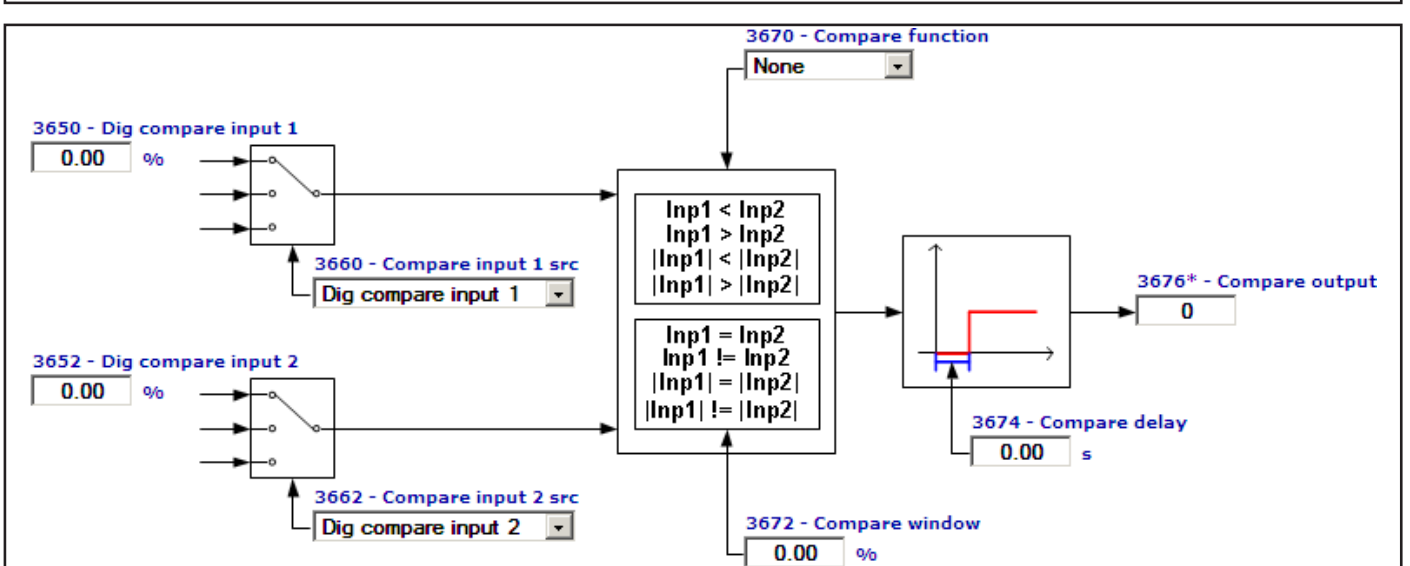 3670 - Compare function
None
3650 - Dig compare input 1
0.00 %
3660 - Compare input 1 src
Dig compare input 1
Inp1 < Inp2
Inp1 > Inp2
|Inp1| < |Inp2|
|Inp1| > |Inp2|
3676* - Compare output
0
3652 - Dig compare input 2
0.00 %
Inp1 = Inp2
Inp1 != Inp2
|Inp1| = |Inp2|
|Inp1| != |Inp2|
3674 - Compare delay
0.00 s
3662 - Compare input 2 src
Dig compare input 2
3672 - Compare window
0.00 %